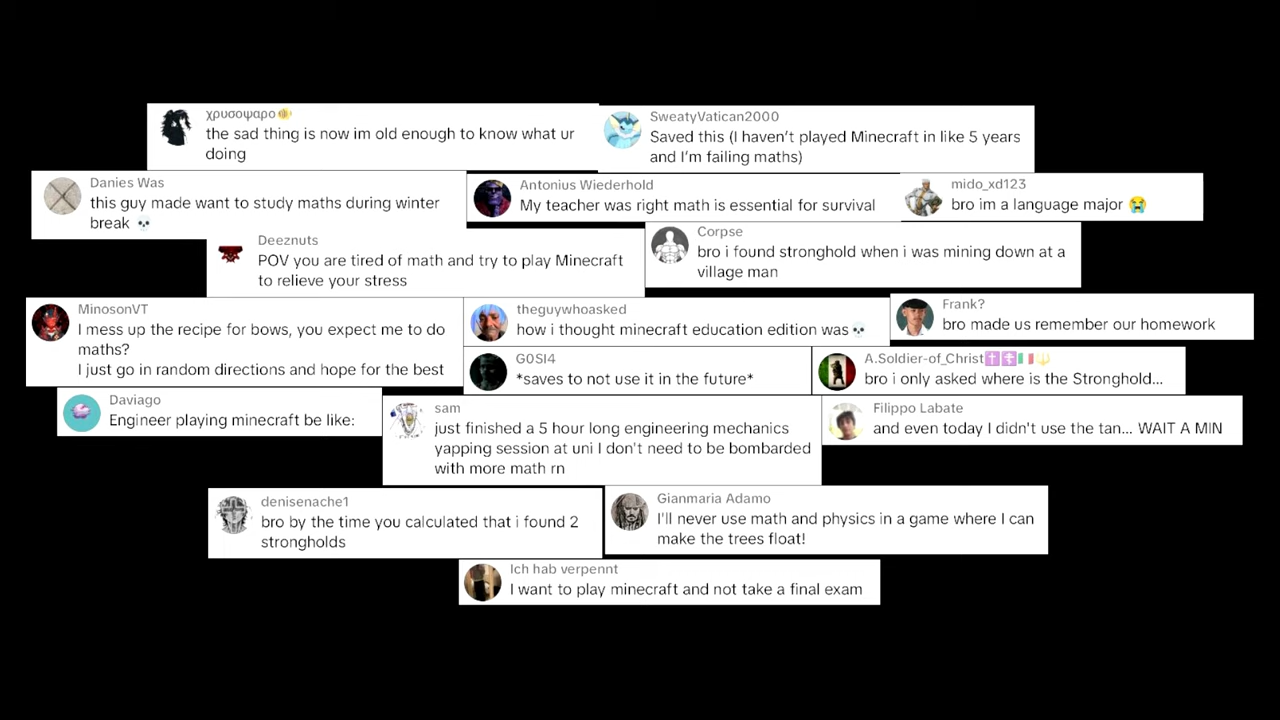 χρυσοψαρο🐠
the sad thing is now im old enough to know what ur
doing
SweatyVatican2000
Saved this (I haven't played Minecraft in like 5 years
and I'm failing maths)
Danies Was
this guy made want to study maths during winter
break 💀
Antonius Wiederhold
My teacher was right math is essential for survival
mido_xd123
bro im a language major 😭
Deeznuts
POV you are tired of math and try to play Minecraft
to relieve your stress
Corpse
bro i found stronghold when i was mining down at a
village man
MinosonVT
I mess up the recipe for bows, you expect me to do
maths?
I just go in random directions and hope for the best
theguywhoasked
how i thought minecraft education edition was💀
Frank?
bro made us remember our homework
G0SI4
*saves to not use it in the future*
A.Soldier-of_Christ✝️☦️🇮🇹🔱
bro i only asked where is the Stronghold...
Daviago
Engineer playing minecraft be like:
sam
just finished a 5 hour long engineering mechanics
yapping session at uni I don't need to be bombarded
with more math rn
Filippo Labate
and even today I didn't use the tan... WAIT A MIN
denisenache1
bro by the time you calculated that i found 2
strongholds
Gianmaria Adamo
I'll never use math and physics in a game where I can
make the trees float!
Ich hab verpennt
I want to play minecraft and not take a final exam